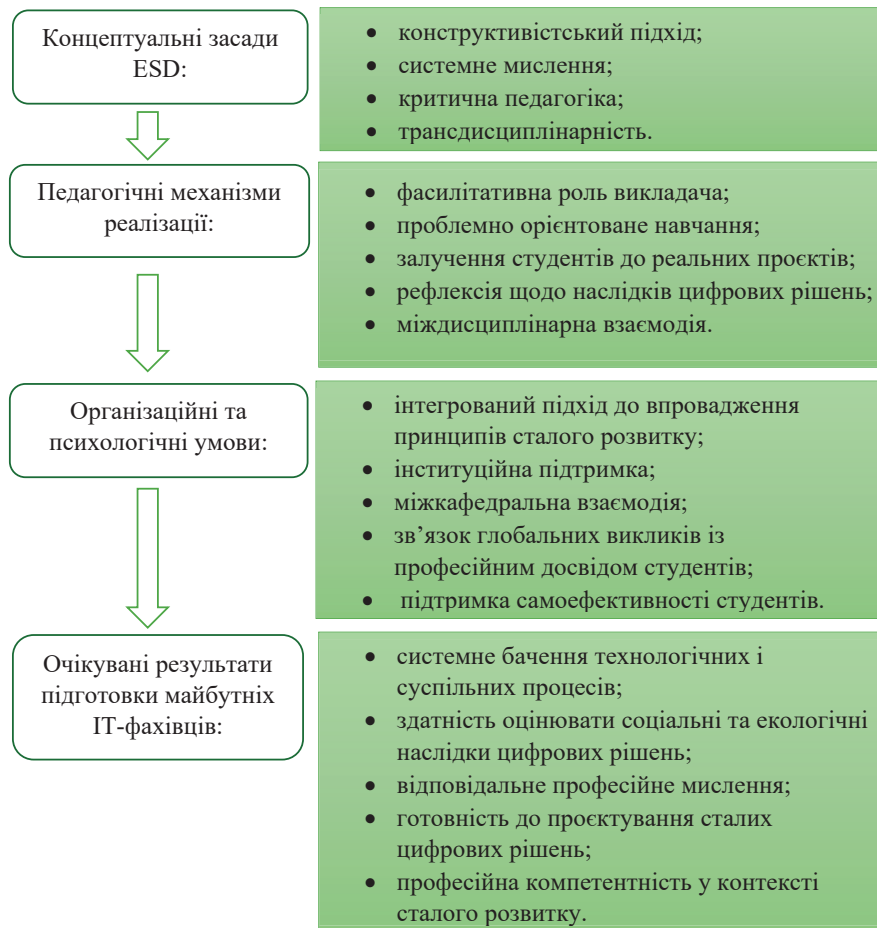 Концептуальні засади
ESD:
• конструктивістський підхід;
• системне мислення;
• критична педагогіка;
• трансдисциплінарність.
Педагогічні механізми
реалізації:
• фасилітативна роль викладача;
• проблемно орієнтоване навчання;
• залучення студентів до реальних проєктів;
• рефлексія щодо наслідків цифрових рішень;
• міждисциплінарна взаємодія.
Організаційні та
психологічні умови:
• інтегрований підхід до впровадження
принципів сталого розвитку;
• інституційна підтримка;
• міжкафедральна взаємодія;
• зв’язок глобальних викликів із
професійним досвідом студентів;
• підтримка самоефективності студентів.
Очікувані результати
підготовки майбутніх
ІТ-фахівців:
• системне бачення технологічних і
суспільних процесів;
• здатність оцінювати соціальні та екологічні
наслідки цифрових рішень;
• відповідальне професійне мислення;
• готовність до проєктування сталих
цифрових рішень;
• професійна компетентність у контексті
сталого розвитку.